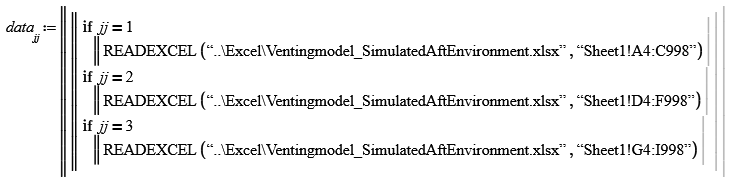 data_jj := if jj = 1
READEXCEL (“..\Excel\Ventingmodel_SimulatedAftEnvironment.xlsx” , “Sheet1!A4:C998”)
if jj = 2
READEXCEL (“..\Excel\Ventingmodel_SimulatedAftEnvironment.xlsx” , “Sheet1!D4:F998”)
if jj = 3
READEXCEL (“..\Excel\Ventingmodel_SimulatedAftEnvironment.xlsx” , “Sheet1!G4:I998”)